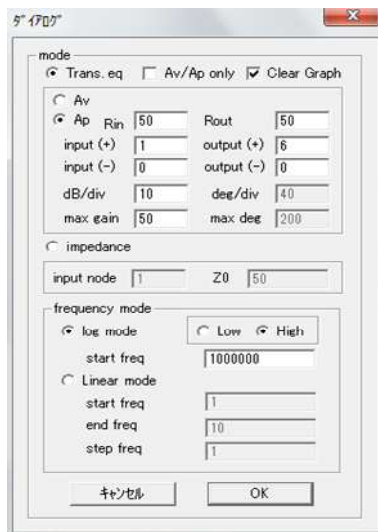 ﾀﾞｲｱﾛｸﾞ
mode
Trans. eq Av/Ap only Clear Graph
Av
Ap Rin 50 Rout 50
input (+) 1 output (+) 6
input (-) 0 output (-) 0
dB/div 10 deg/div 40
max gain 50 max deg 200
impedance
input node 1 Z0 50
frequency mode
log mode Low High
start freq 1000000
Linear mode
start freq 1
end freq 10
step freq 1
ｷｬﾝｾﾙ OK